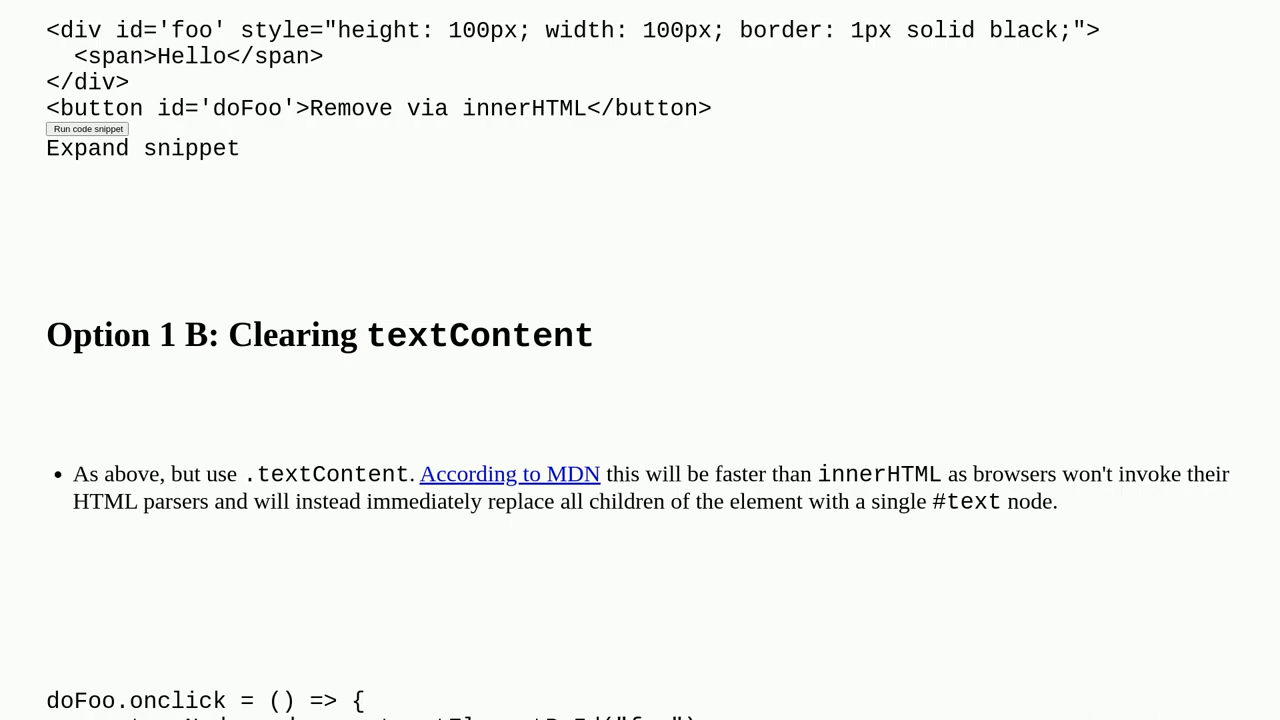 <div id='foo' style="height: 100px; width: 100px; border: 1px solid black;">
  <span>Hello</span>
</div>
<button id='doFoo'>Remove via innerHTML</button>
Run code snippet
Expand snippet
Option 1 B: Clearing textContent
• As above, but use .textContent. According to MDN this will be faster than innerHTML as browsers won't invoke their
HTML parsers and will instead immediately replace all children of the element with a single #text node.
doFoo.onclick = () => {